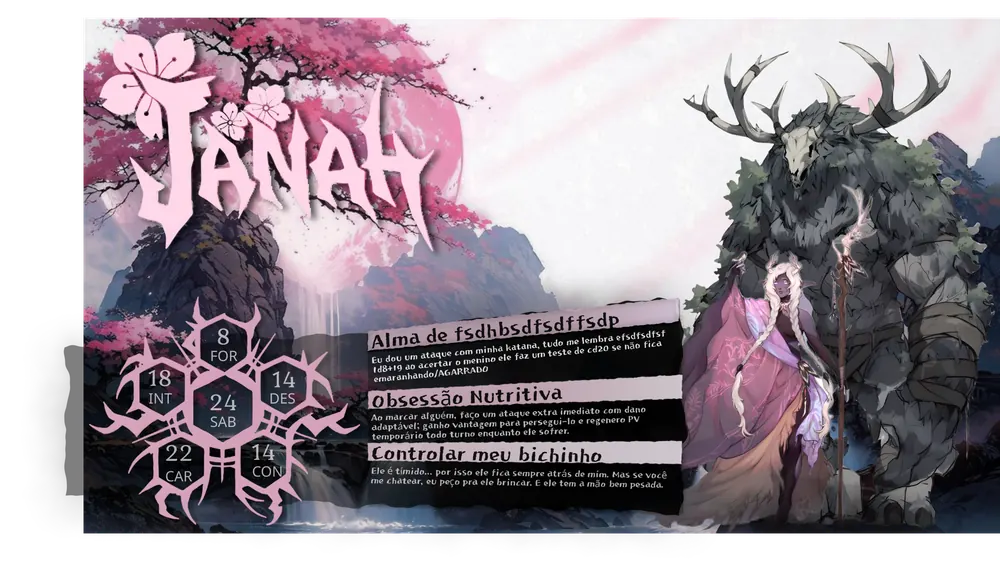 JANAH
8
FOR
18
INT
14
DES
24
SAB
22
CAR
14
CON
Alma de fsdhbsdfsdffsdp
Eu dou um ataque com minha katana, tudo me lembra efsdfsdfsf
1d8+19 ao acertar o menino ele faz um teste de cd20 se não fica
emaranhando/AGARRADO
Obsessão Nutritiva
Ao marcar alguém, faço um ataque extra imediato com dano
adaptável; ganho vantagem para persegui-lo e regenero PV
temporário todo turno enquanto ele sofrer.
Controlar meu bichinho
Ele é tímido... por isso ele fica sempre atrás de mim. Mas se você
me chatear, eu peço pra ele brincar. E ele tem a mão bem pesada.